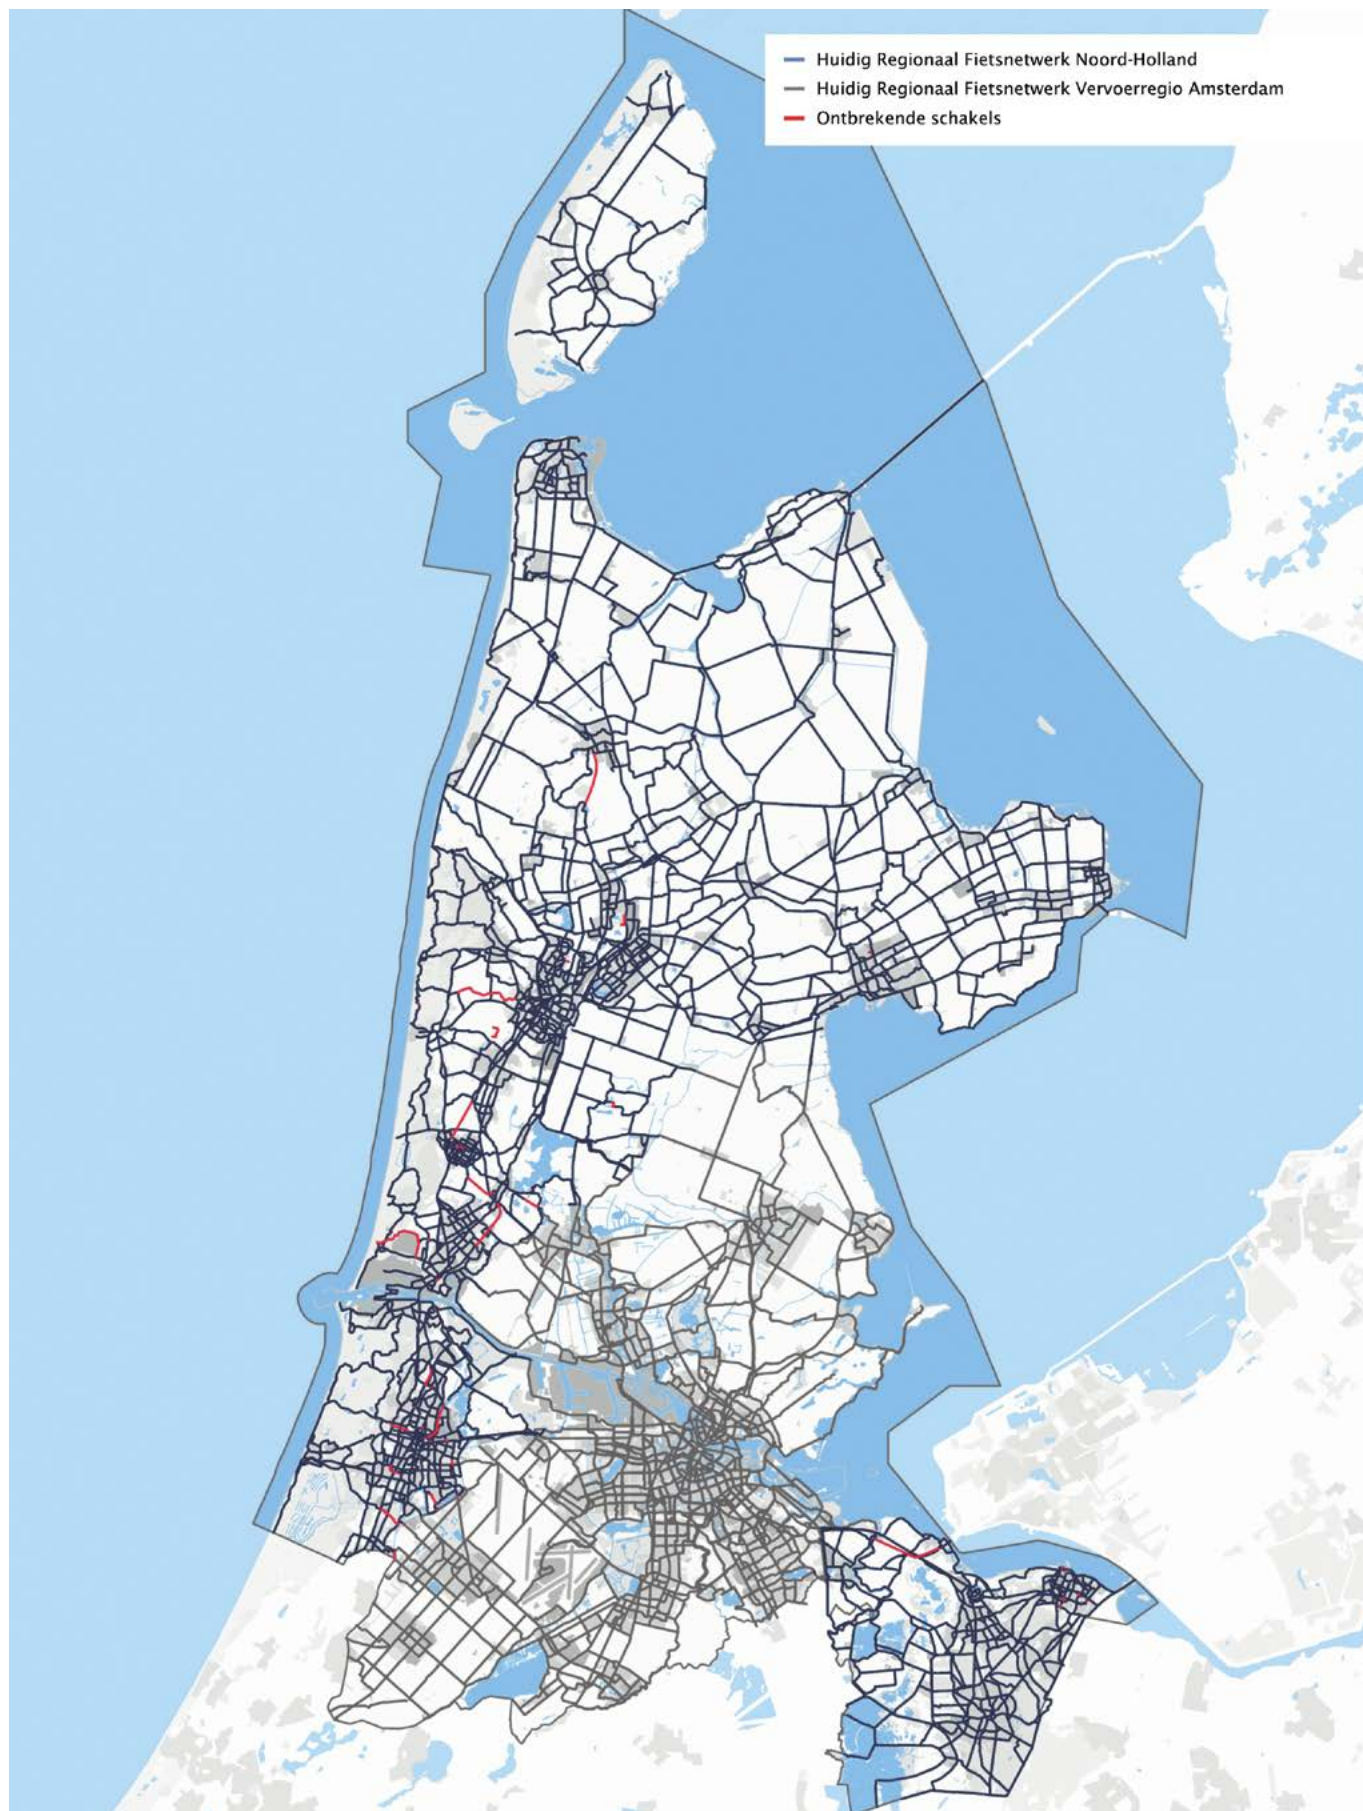 Huidig Regionaal Fietsnetwerk Noord-Holland
Huidig Regionaal Fietsnetwerk Vervoerregio Amsterdam
Ontbrekende schakels